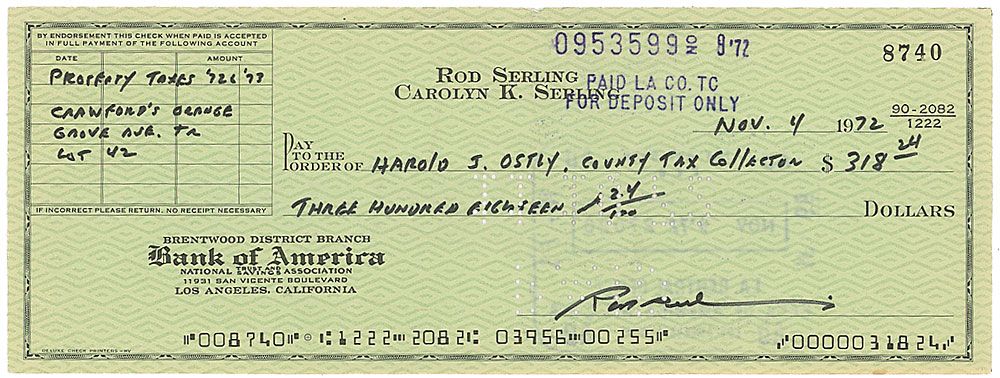 BY ENDORSEMENT THIS CHECK WHEN PAID IS ACCEPTED
IN FULL PAYMENT OF THE FOLLOWING ACCOUNT
DATE AMOUNT
PROPERTY TAXES '72 & '73
CRAWFORD'S ORANGE
GROVE AVE. TR
LOT 42
IF INCORRECT PLEASE RETURN. NO RECEIPT NECESSARY
0953599 NO 8'72
8740
ROD SERLING
CAROLYN K. SERLING
PAID LA CO. TC
FOR DEPOSIT ONLY
NOV. 4 1972
90-2082
1222
PAY
TO THE
ORDER OF HAROLD J. OSTLY, COUNTY TAX COLLECTOR $ 318 24
THREE HUNDRED EIGHTEEN & 24/100 DOLLARS
BRENTWOOD DISTRICT BRANCH
Bank of America
NATIONAL TRUST AND SAVINGS ASSOCIATION
11931 SAN VICENTE BOULEVARD
LOS ANGELES, CALIFORNIA
Rod Serling
⑈008740⑈ ⑆1222⑉2082⑆ 03956⑉00255⑈ ⑇0000031824⑇
DELUXE CHECK PRINTERS-HV